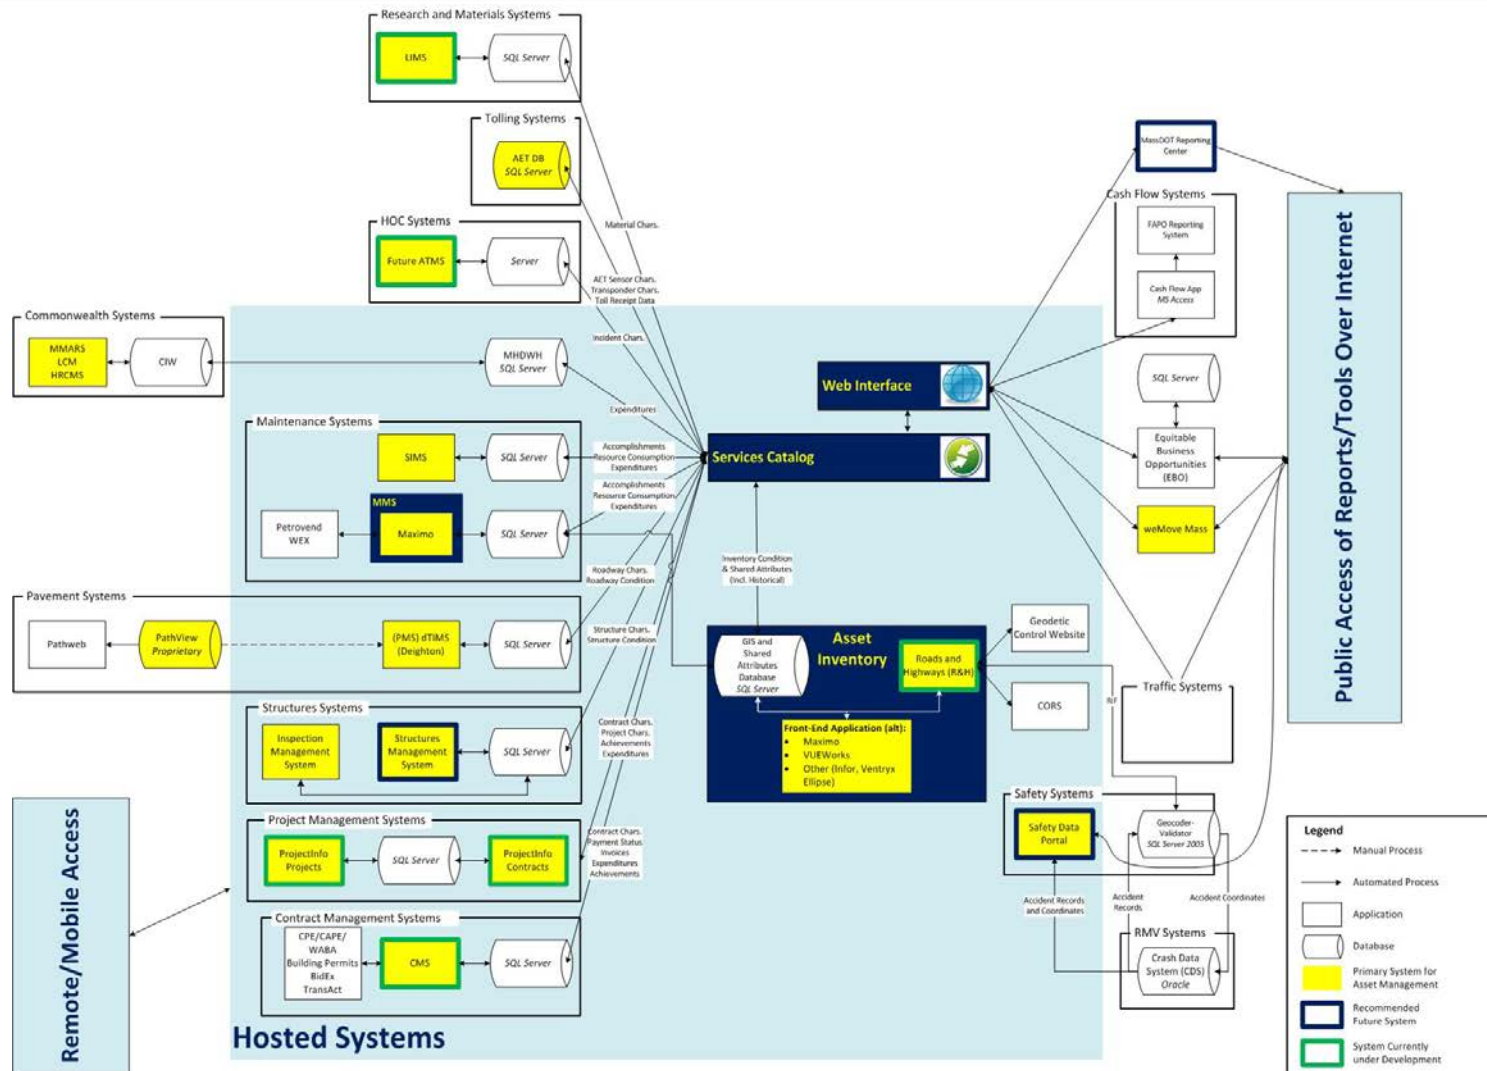 Research and Materials Systems
LIMS
SQL Server
Tolling Systems
AET DB
SQL Server
HOC Systems
Future ATMS
Server
Material Chars.
AET Sensor Chars.
Transponder Chars.
Toll Receipt Data
Incident Chars.
Commonwealth Systems
MMARS
LCM
HRCMS
CIW
MHDWH
SQL Server
Expenditures
Maintenance Systems
SIMS
SQL Server
Accomplishments
Resource Consumption
Expenditures
MMS
Petrovend
WEX
Maximo
SQL Server
Accomplishments
Resource Consumption
Expenditures
Pavement Systems
Pathweb
PathView
Proprietary
(PMS) dTIMS
(Deighton)
SQL Server
Roadway Chars.
Roadway Condition
Structures Systems
Inspection
Management
System
Structures
Management
System
SQL Server
Structure Chars.
Structure Condition
Project Management Systems
ProjectInfo
Projects
SQL Server
ProjectInfo
Contracts
Contract Chars.
Project Chars.
Achievements
Expenditures
Contract Management Systems
CPE/CAPE/
WABA
Building Permits
BidEx
TransAct
CMS
SQL Server
Contract Chars.
Payment Status
Invoices
Expenditures
Achievements
Hosted Systems
Remote/Mobile Access
Web Interface
Services Catalog
Inventory Condition
& Shared Attributes
(Incl. Historical)
Asset
Inventory
GIS and
Shared
Attributes
Database
SQL Server
Roads and
Highways (R&H)
Front-End Application (alt):
• Maximo
• VUEWorks
• Other (Infor, Ventryx
Ellipse)
Geodetic
Control Website
CORS
MassDOT Reporting
Center
Cash Flow Systems
FAPO Reporting
System
Cash Flow App
MS Access
SQL Server
Equitable
Business
Opportunities
(EBO)
weMove Mass
Traffic Systems
Safety Systems
Safety Data
Portal
Geocoder-
Validator
SQL Server 2005
Accident Records
and Coordinates
Accident
Records
Accident Coordinates
RMV Systems
Crash Data
System (CDS)
Oracle
Public Access of Reports/Tools Over Internet
Legend
Manual Process
Automated Process
Application
Database
Primary System for
Asset Management
Recommended
Future System
System Currently
under Development